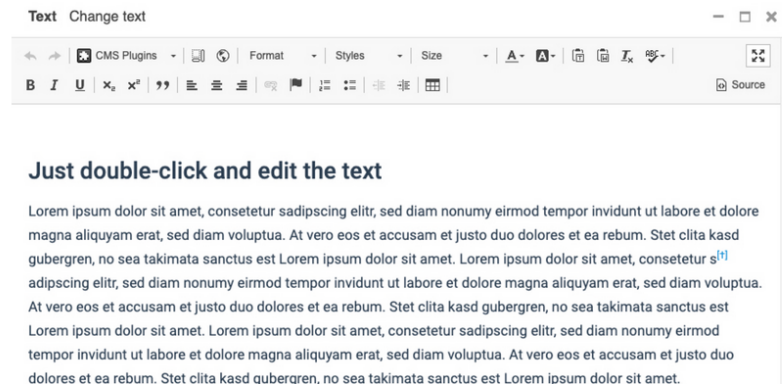 Text Change text
CMS Plugins Format Styles Size A A Tx ABC
B I U x₂ x² Source
Just double-click and edit the text
Lorem ipsum dolor sit amet, consetetur sadipscing elitr, sed diam nonumy eirmod tempor invidunt ut labore et dolore
magna aliquyam erat, sed diam voluptua. At vero eos et accusam et justo duo dolores et ea rebum. Stet clita kasd
gubergren, no sea takimata sanctus est Lorem ipsum dolor sit amet. Lorem ipsum dolor sit amet, consetetur s[†]
adipscing elitr, sed diam nonumy eirmod tempor invidunt ut labore et dolore magna aliquyam erat, sed diam voluptua.
At vero eos et accusam et justo duo dolores et ea rebum. Stet clita kasd gubergren, no sea takimata sanctus est
Lorem ipsum dolor sit amet. Lorem ipsum dolor sit amet, consetetur sadipscing elitr, sed diam nonumy eirmod
tempor invidunt ut labore et dolore magna aliquyam erat, sed diam voluptua. At vero eos et accusam et justo duo
dolores et ea rebum. Stet clita kasd gubergren, no sea takimata sanctus est Lorem ipsum dolor sit amet.